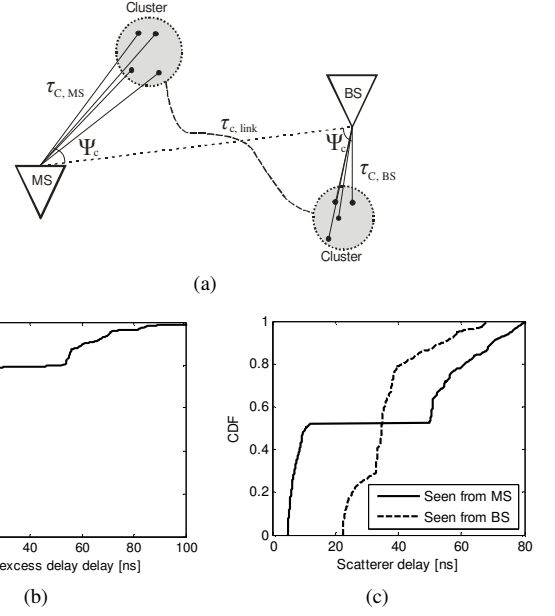 Cluster
τC, MS
Ψc
MS
τc, link
BS
Ψc
τC, BS
Cluster
(a)
40 60 80 100
excess delay delay [ns]
(b)
1
0.8
0.6
0.4
0.2
0
CDF
Seen from MS
Seen from BS
0 20 40 60 80
Scatterer delay [ns]
(c)